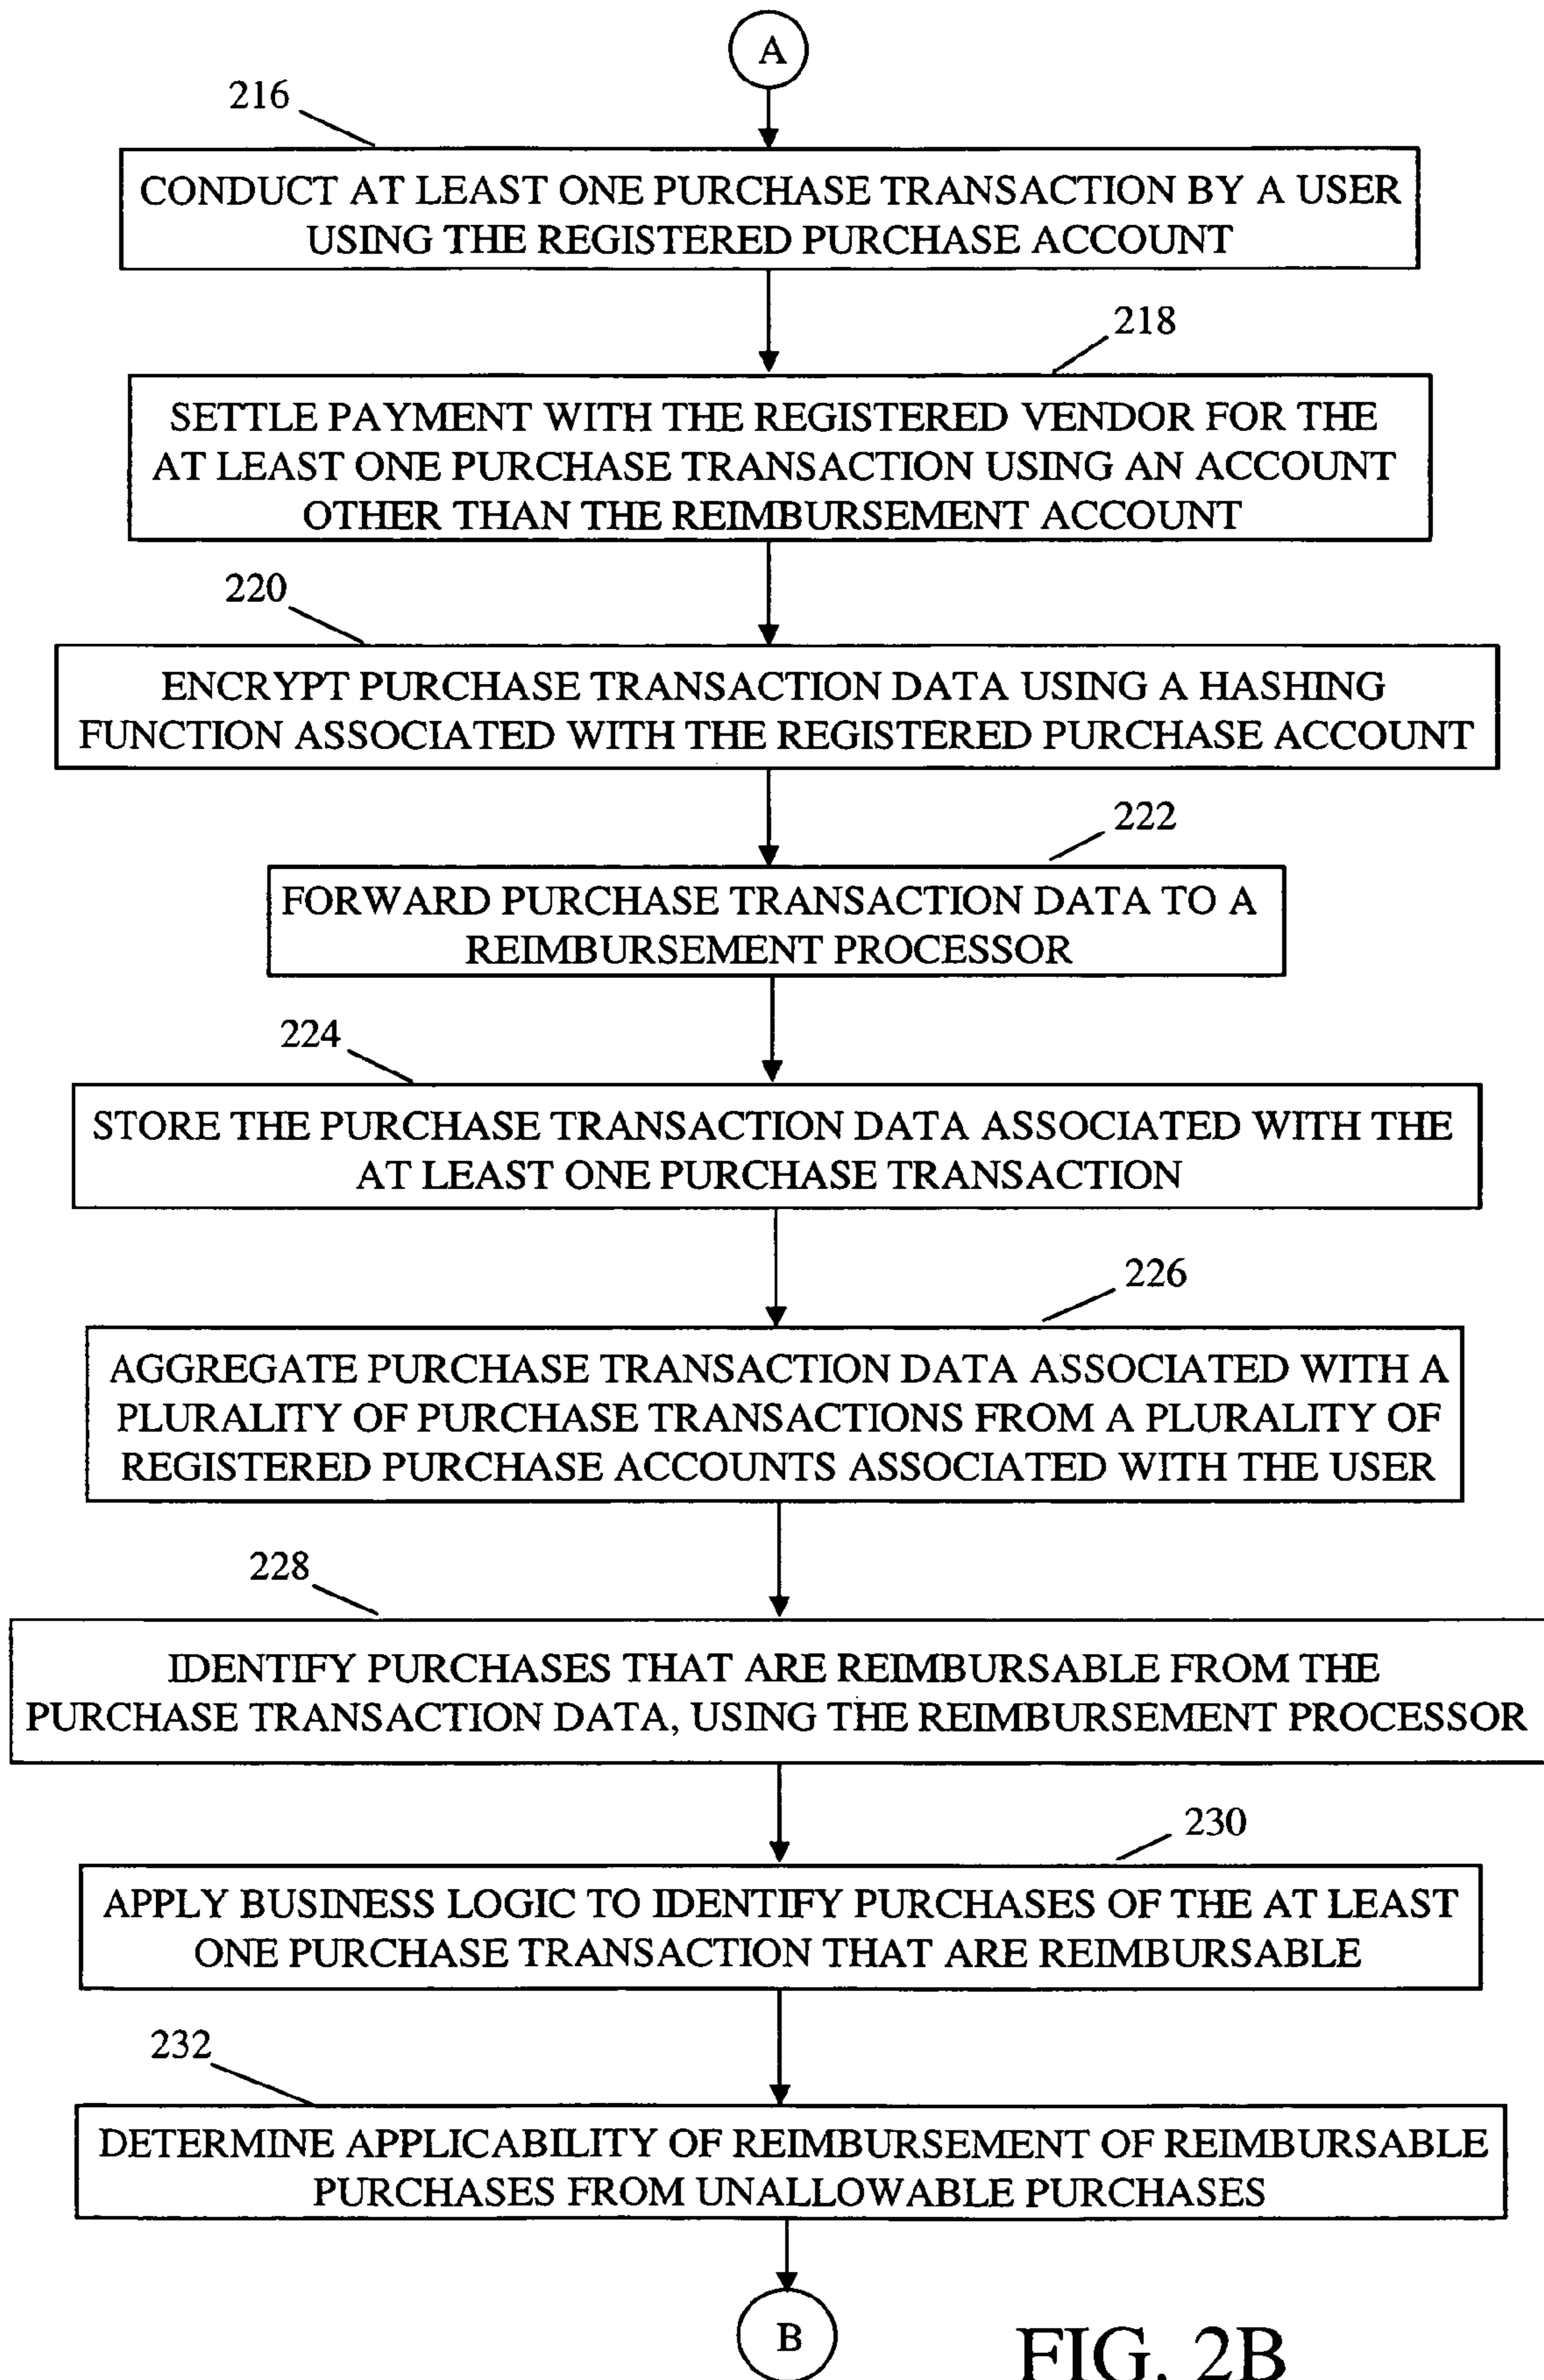 A
216
CONDUCT AT LEAST ONE PURCHASE TRANSACTION BY A USER
USING THE REGISTERED PURCHASE ACCOUNT
218
SETTLE PAYMENT WITH THE REGISTERED VENDOR FOR THE
AT LEAST ONE PURCHASE TRANSACTION USING AN ACCOUNT
OTHER THAN THE REIMBURSEMENT ACCOUNT
220
ENCRYPT PURCHASE TRANSACTION DATA USING A HASHING
FUNCTION ASSOCIATED WITH THE REGISTERED PURCHASE ACCOUNT
222
FORWARD PURCHASE TRANSACTION DATA TO A
REIMBURSEMENT PROCESSOR
224
STORE THE PURCHASE TRANSACTION DATA ASSOCIATED WITH THE
AT LEAST ONE PURCHASE TRANSACTION
226
AGGREGATE PURCHASE TRANSACTION DATA ASSOCIATED WITH A
PLURALITY OF PURCHASE TRANSACTIONS FROM A PLURALITY OF
REGISTERED PURCHASE ACCOUNTS ASSOCIATED WITH THE USER
228
IDENTIFY PURCHASES THAT ARE REIMBURSABLE FROM THE
PURCHASE TRANSACTION DATA, USING THE REIMBURSEMENT PROCESSOR
230
APPLY BUSINESS LOGIC TO IDENTIFY PURCHASES OF THE AT LEAST
ONE PURCHASE TRANSACTION THAT ARE REIMBURSABLE
232
DETERMINE APPLICABILITY OF REIMBURSEMENT OF REIMBURSABLE
PURCHASES FROM UNALLOWABLE PURCHASES
B
FIG. 2B